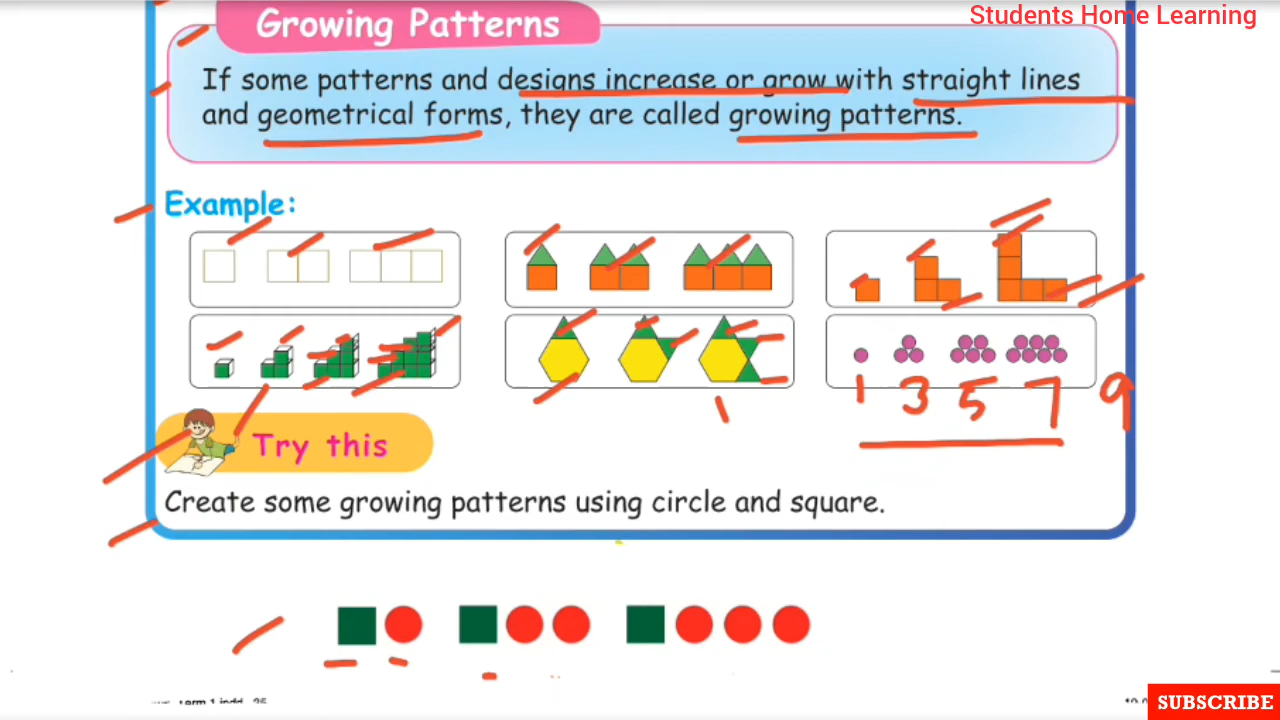 Students Home Learning
Growing Patterns
If some patterns and designs increase or grow with straight lines
and geometrical forms, they are called growing patterns.
Example:
1 3 5 7 9
Try this
Create some growing patterns using circle and square.
SUBSCRIBE